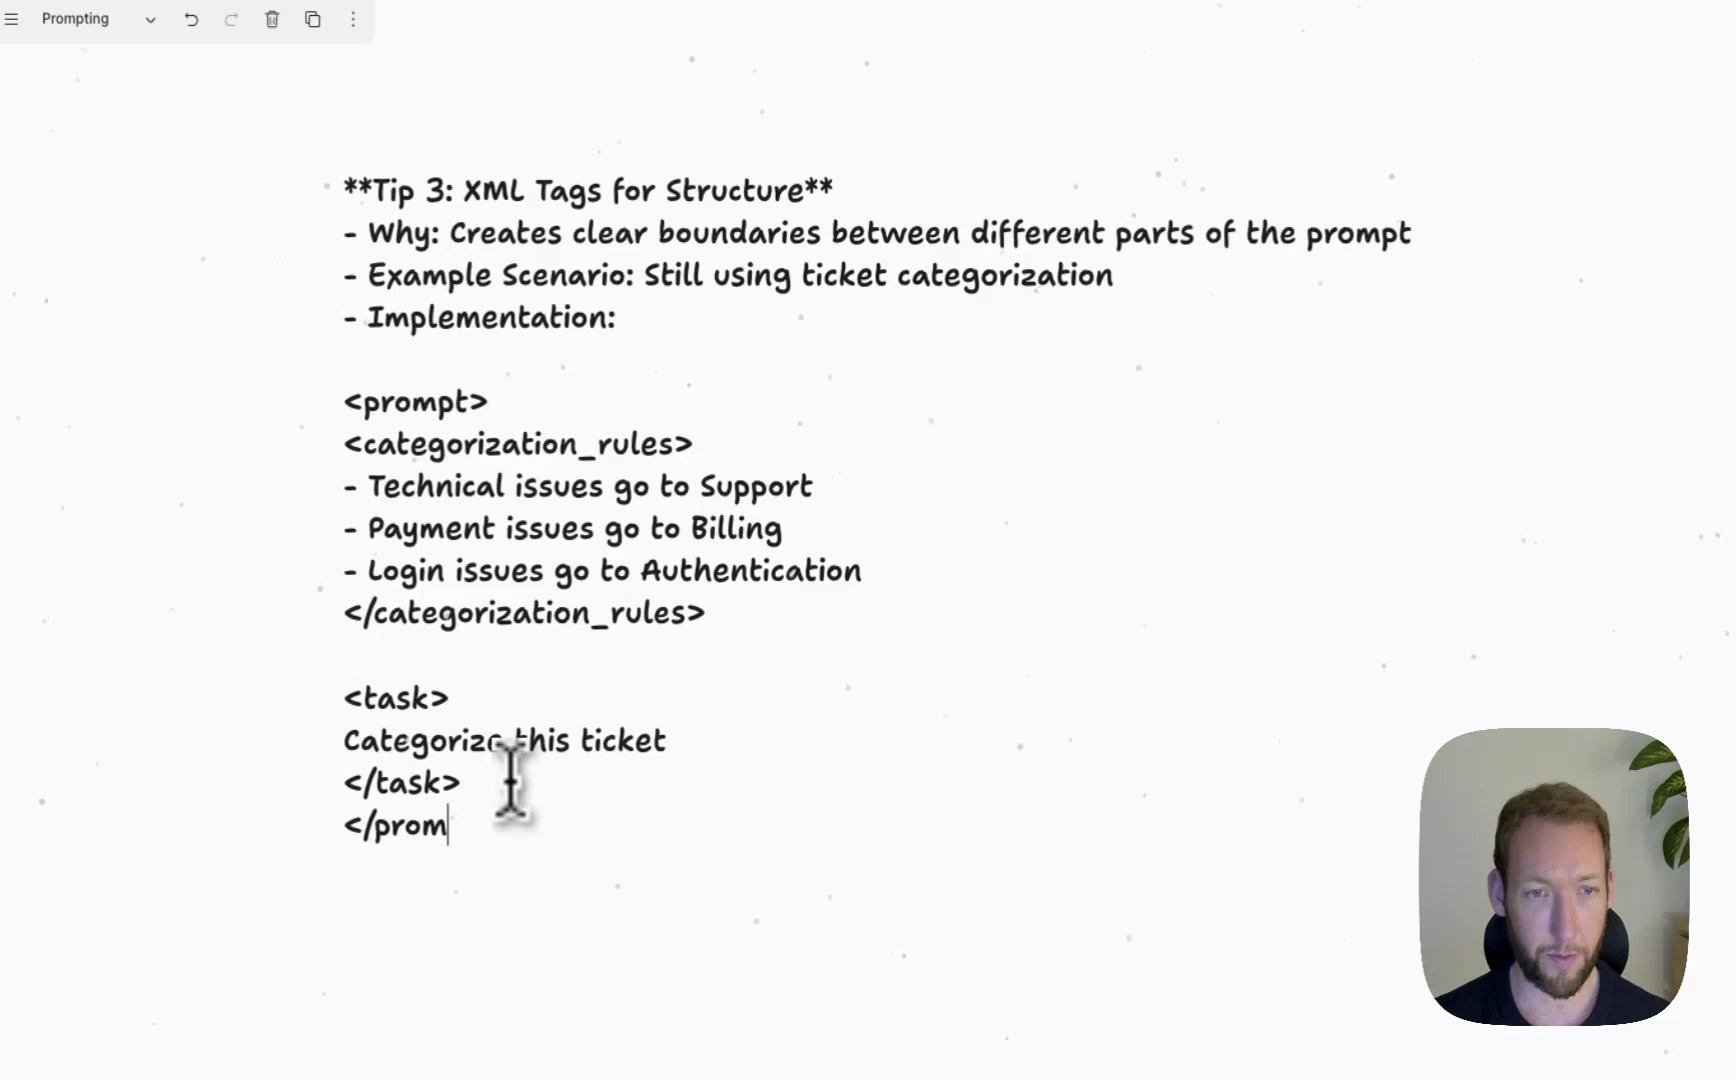 Prompting
**Tip 3: XML Tags for Structure**
- Why: Creates clear boundaries between different parts of the prompt
- Example Scenario: Still using ticket categorization
- Implementation:
<prompt>
<categorization_rules>
- Technical issues go to Support
- Payment issues go to Billing
- Login issues go to Authentication
</categorization_rules>
<task>
Categorize this ticket
</task>
</prom